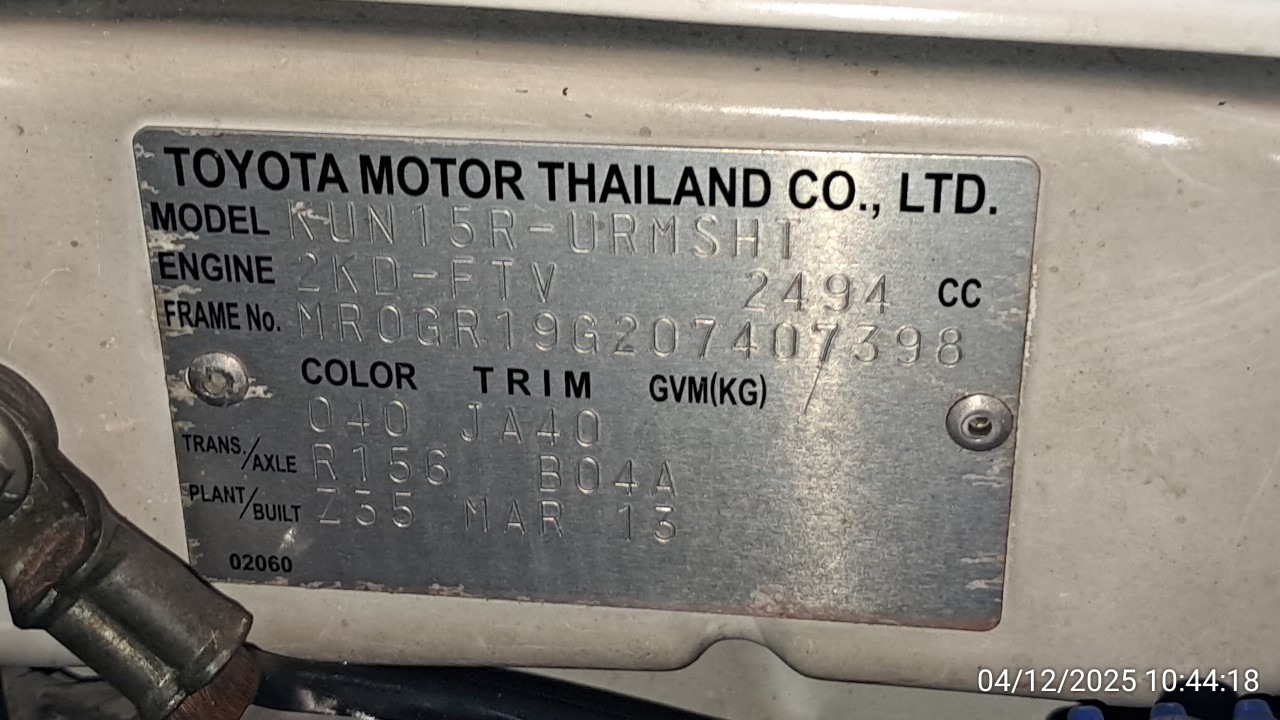 TOYOTA MOTOR THAILAND CO., LTD.
MODEL KUN15R-URMSHT
ENGINE 2KD-FTV 2494 CC
FRAME No. MR0GR19G207407398
COLOR TRIM GVM(KG)
040 JA40
TRANS./AXLE R156 B04A
PLANT/BUILT Z35 MAR 13
02060
04/12/2025 10:44:18